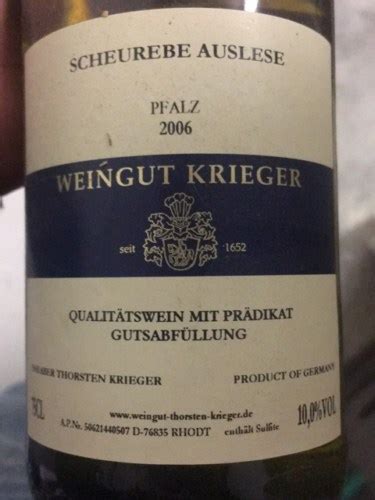 SCHEUREBE AUSLESE
PFALZ
2006
WEINGUT KRIEGER
seit 1652
QUALITÄTSWEIN MIT PRÄDIKAT
GUTSABFÜLLUNG
THORSTEN KRIEGER PRODUCT OF GERMANY
www.weingut-thorsten-krieger.de
10,0%VOL
A.P.Nr. 50621440507 D-76835 RHODT enthält Sulfite